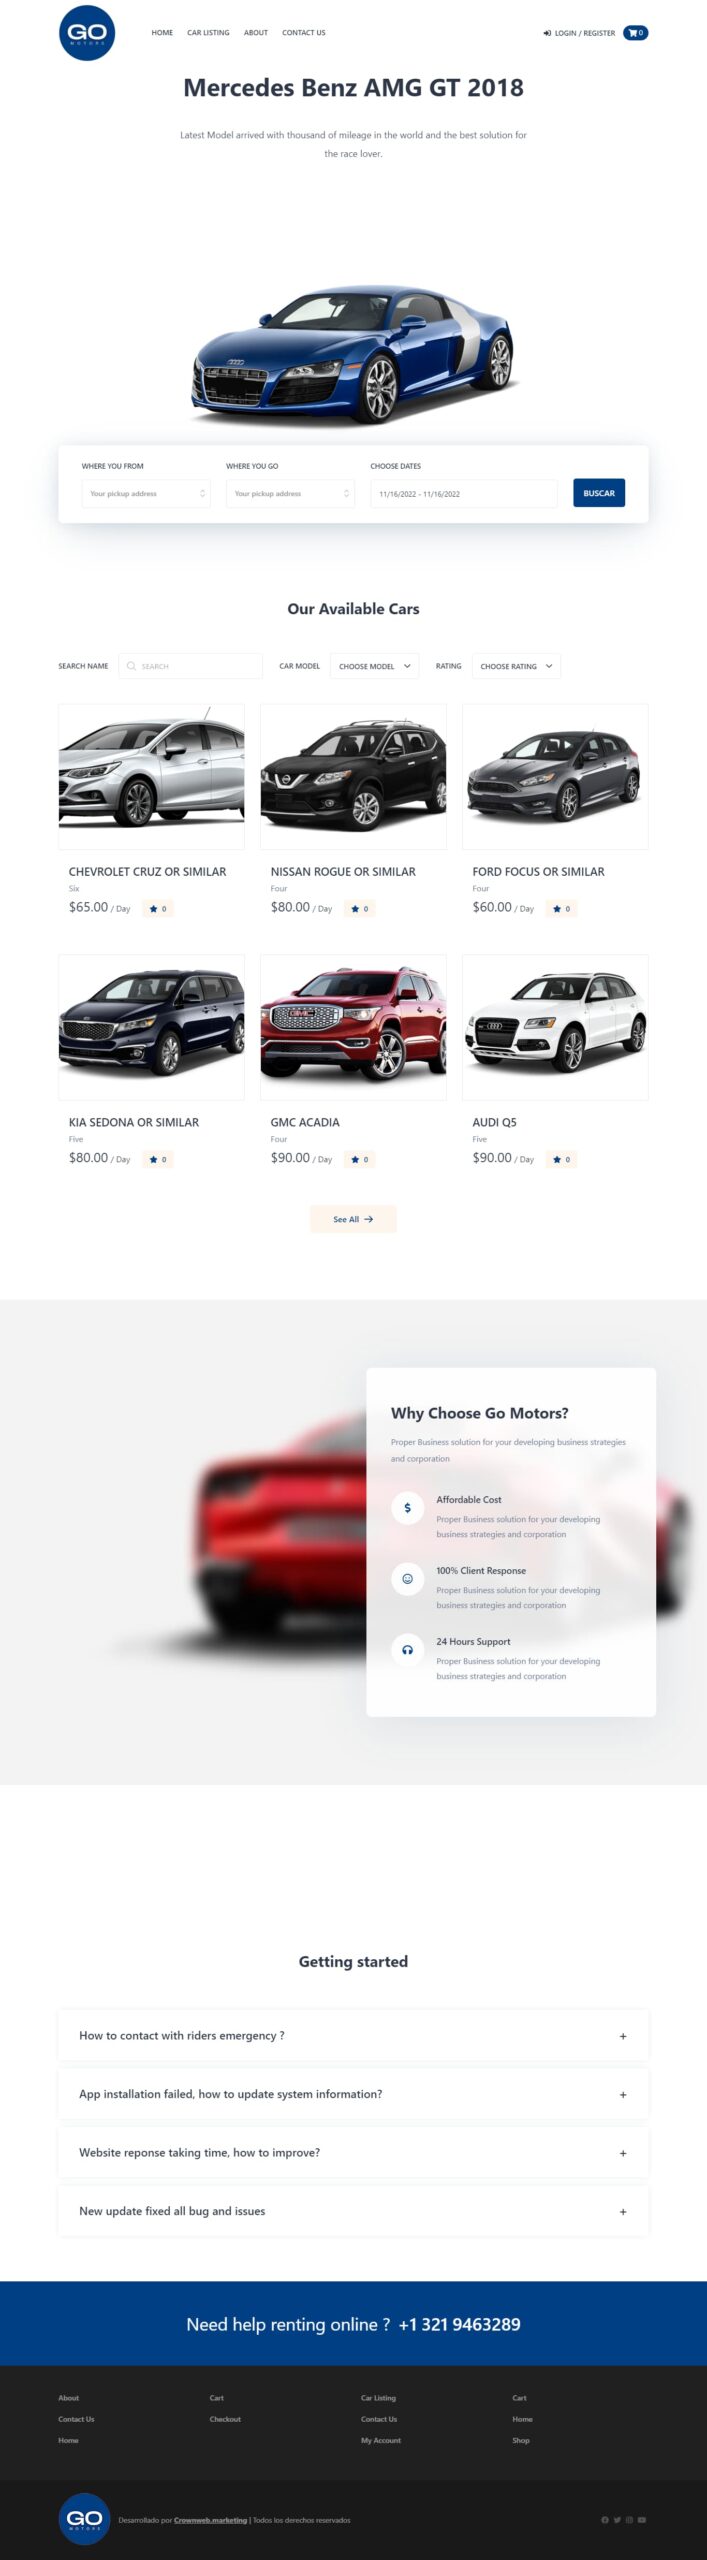 GO
MOTORS
HOME
CAR LISTING
ABOUT
CONTACT US
LOGIN / REGISTER
0
Mercedes Benz AMG GT 2018
Latest Model arrived with thousand of mileage in the world and the best solution for
the race lover.
WHERE YOU FROM
WHERE YOU GO
CHOOSE DATES
Your pickup address
Your pickup address
11/16/2022 - 11/16/2022
BUSCAR
Our Available Cars
SEARCH NAME
SEARCH
CAR MODEL
CHOOSE MODEL
RATING
CHOOSE RATING
CHEVROLET CRUZ OR SIMILAR
Six
$65.00 / Day
0
NISSAN ROGUE OR SIMILAR
Four
$80.00 / Day
0
FORD FOCUS OR SIMILAR
Four
$60.00 / Day
0
KIA SEDONA OR SIMILAR
Five
$80.00 / Day
0
GMC
GMC ACADIA
Four
$90.00 / Day
0
AUDI Q5
Five
$90.00 / Day
0
See All
Why Choose Go Motors?
Proper Business solution for your developing business strategies
and corporation
Affordable Cost
Proper Business solution for your developing
business strategies and corporation
100% Client Response
Proper Business solution for your developing
business strategies and corporation
24 Hours Support
Proper Business solution for your developing
business strategies and corporation
Getting started
How to contact with riders emergency ?
+
App installation failed, how to update system information?
+
Website reponse taking time, how to improve?
+
New update fixed all bug and issues
+
Need help renting online ? +1 321 9463289
About
Contact Us
Home
Cart
Checkout
Car Listing
Contact Us
My Account
Cart
Home
Shop
GO
MOTORS
Desarrollado por Crownweb.marketing | Todos los derechos reservados